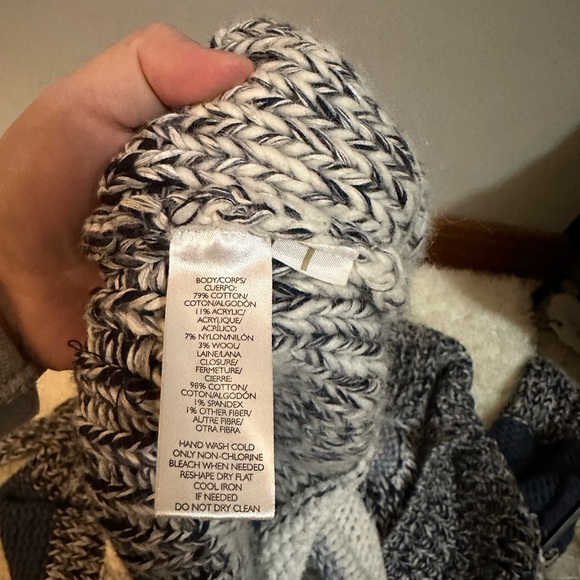 BODY/CORPS/
CUERPO:
79% COTTON/
COTON/ALGODÓN
11% ACRYLIC/
ACRYLIQUE/
ACRÍLICO
7% NYLON/NILÓN
3% WOOL/
LAINE/LANA
CLOSURE/
FERMETURE/
CIERRE:
98% COTTON/
COTON/ALGODÓN
1% SPANDEX
1% OTHER FIBER/
AUTRE FIBRE/
OTRA FIBRA
HAND WASH COLD
ONLY NON-CHLORINE
BLEACH WHEN NEEDED
RESHAPE DRY FLAT
COOL IRON
IF NEEDED
DO NOT DRY CLEAN